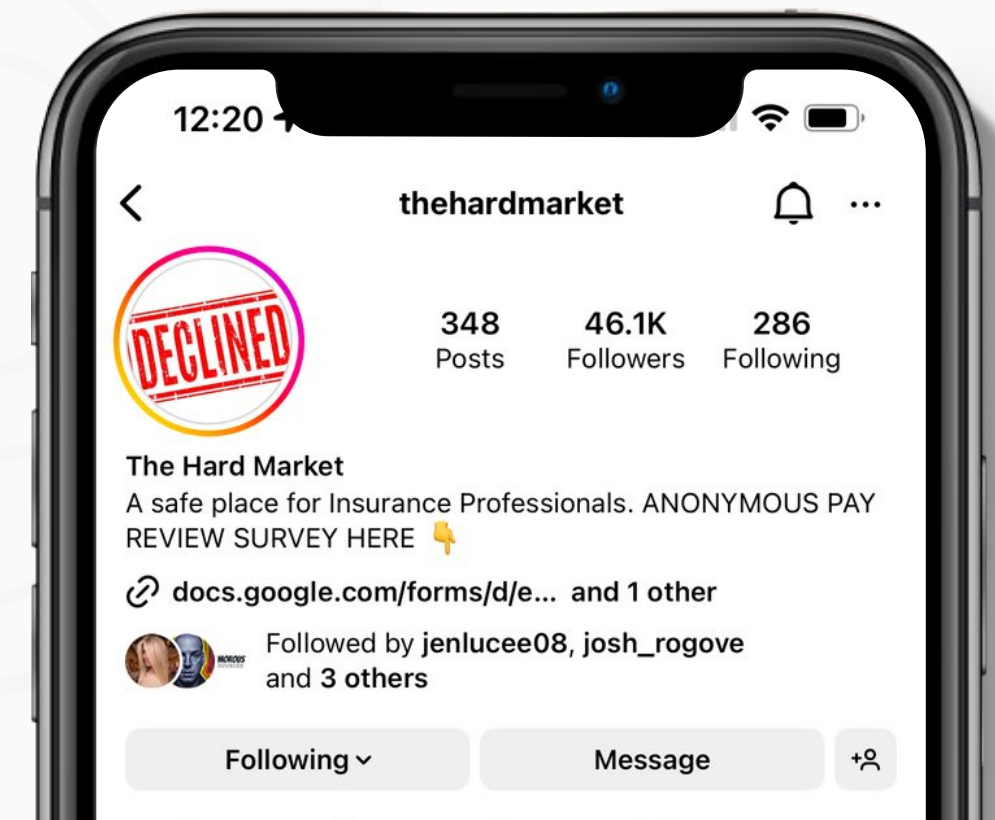 12:20
thehardmarket
DECLINED
348
46.1K
286
Posts
Followers
Following
The Hard Market
A safe place for Insurance Professionals. ANONYMOUS PAY
REVIEW SURVEY HERE 👇
docs.google.com/forms/d/e... and 1 other
Followed by jenlucee08, josh_rogove
and 3 others
Following
Message